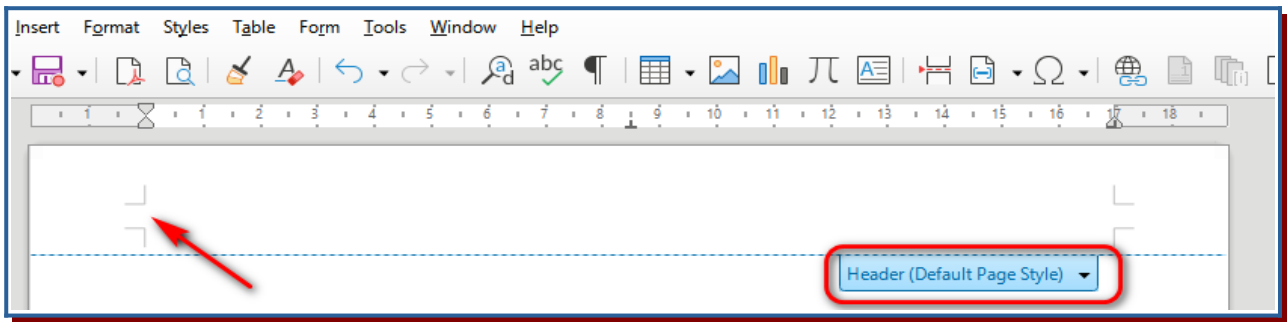 Insert Format Styles Table Form Tools Window Help
abc
1 1 2 3 4 5 6 7 8 9 10 11 12 13 14 15 16 17 18
Header (Default Page Style)